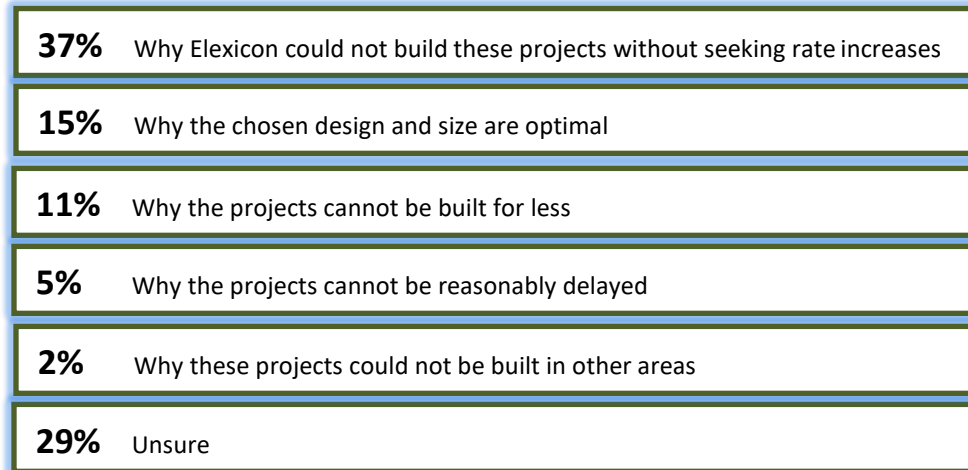 37% Why Elexicon could not build these projects without seeking rate increases
15% Why the chosen design and size are optimal
11% Why the projects cannot be built for less
5% Why the projects cannot be reasonably delayed
2% Why these projects could not be built in other areas
29% Unsure